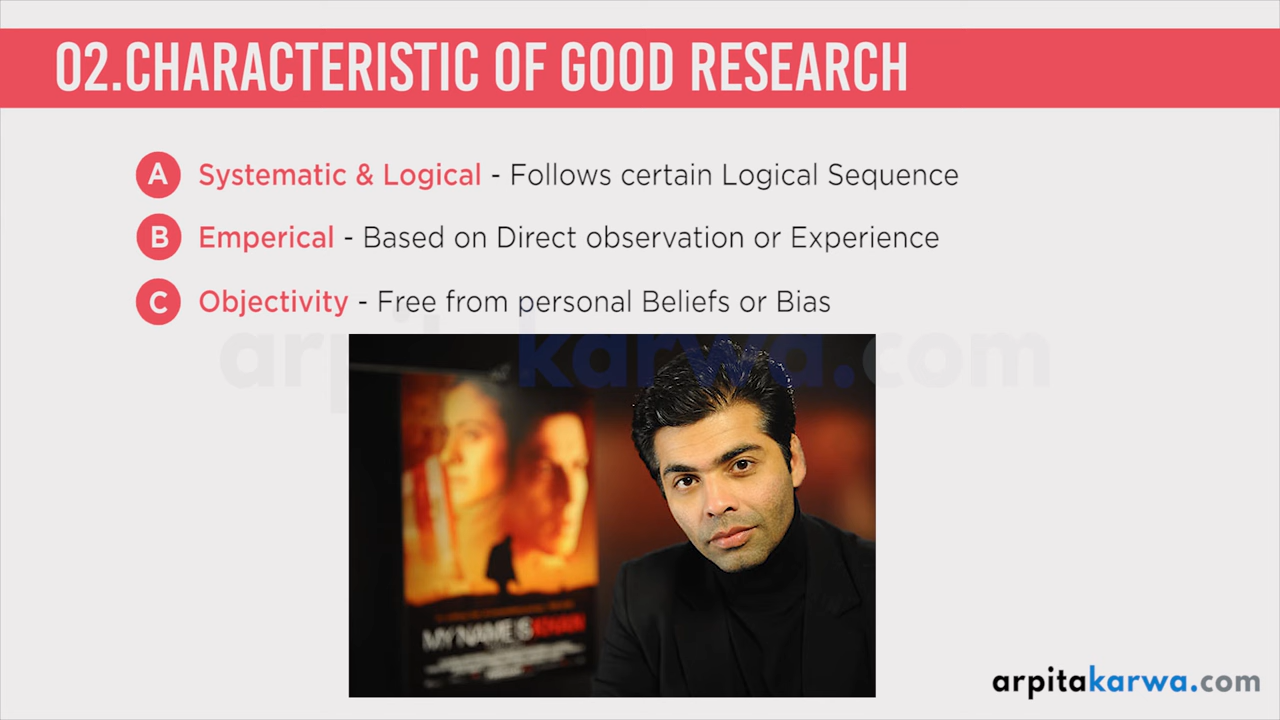 02.CHARACTERISTIC OF GOOD RESEARCH
A Systematic & Logical - Follows certain Logical Sequence
B Emperical - Based on Direct observation or Experience
C Objectivity - Free from personal Beliefs or Bias
arpitakarwa.com
MY NAME IS KHAN
arpitakarwa.com